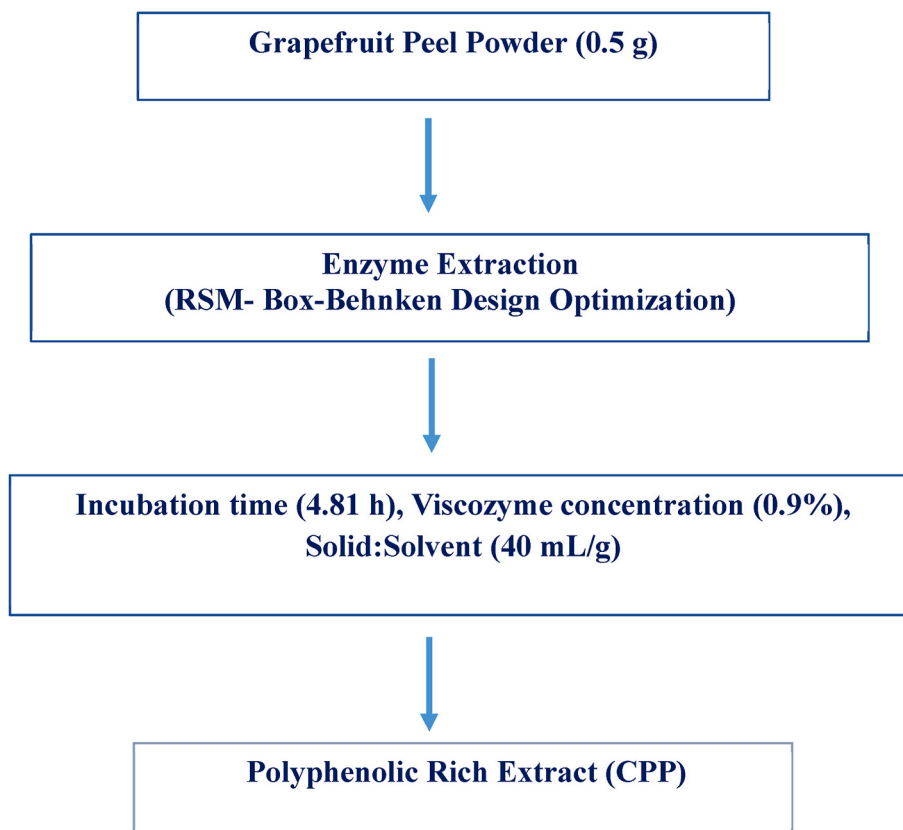 Grapefruit Peel Powder (0.5 g)
Enzyme Extraction
(RSM- Box-Behnken Design Optimization)
Incubation time (4.81 h), Viscozyme concentration (0.9%),
Solid:Solvent (40 mL/g)
Polyphenolic Rich Extract (CPP)